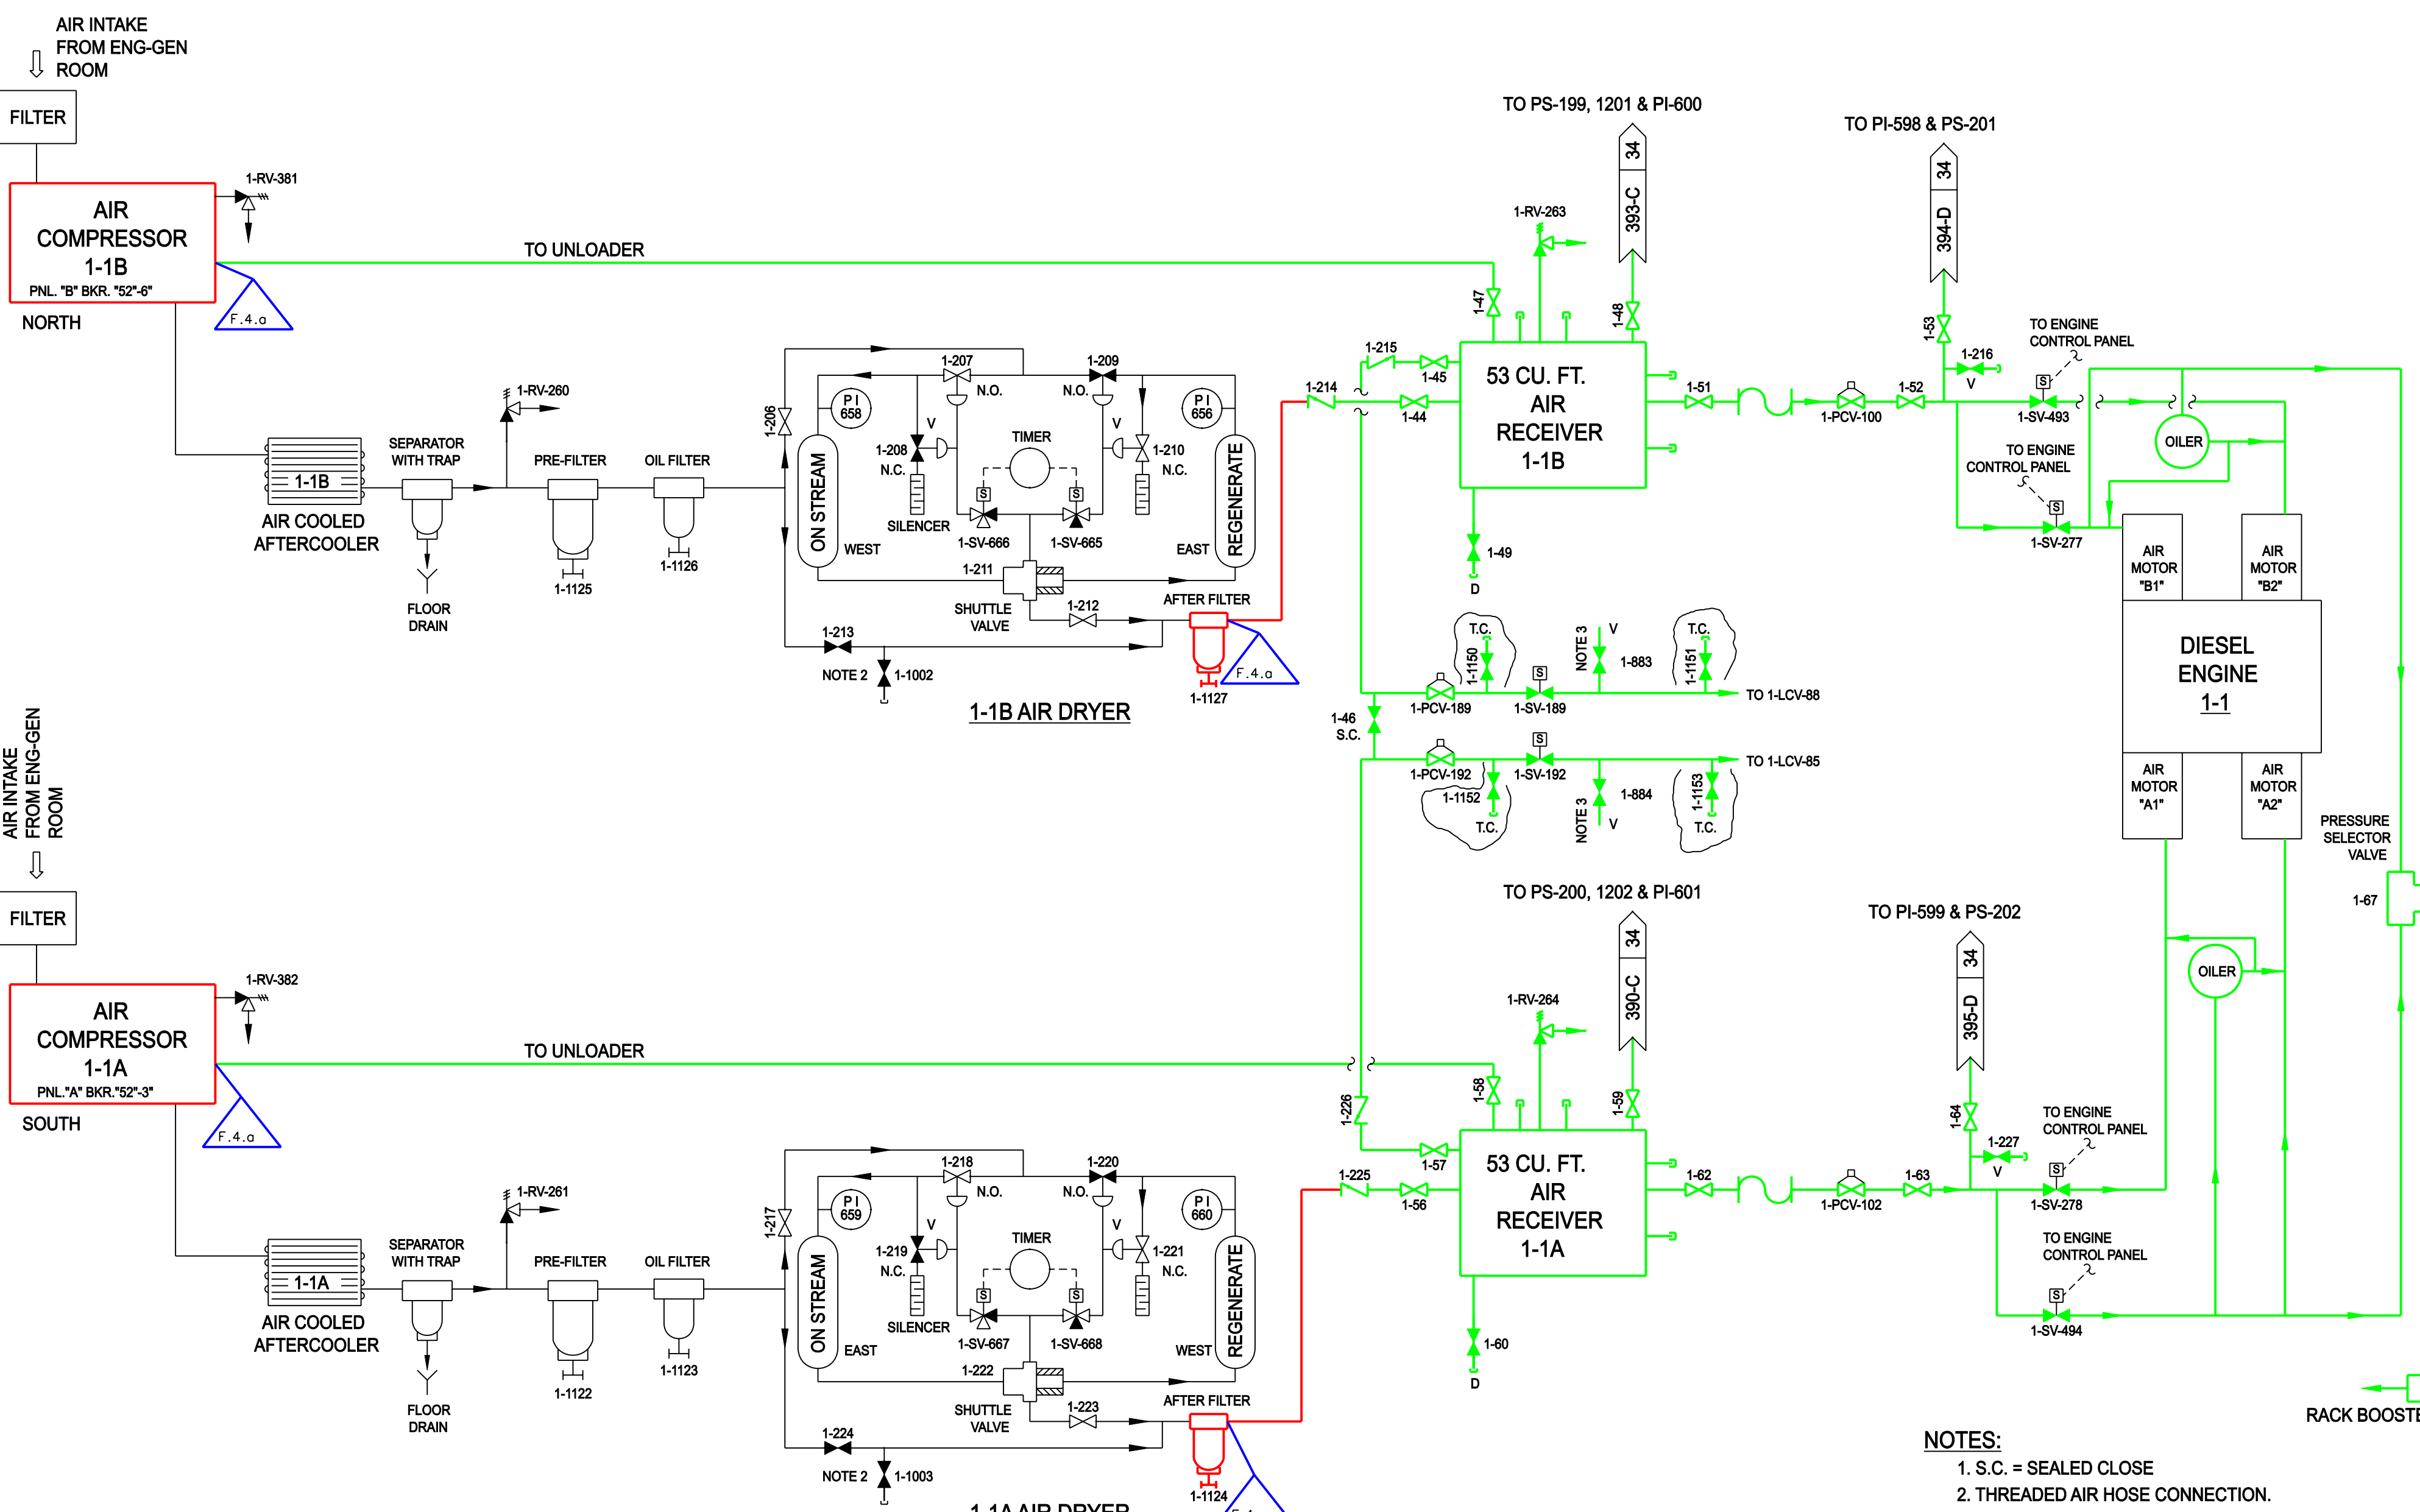 AIR INTAKE
FROM ENG-GEN
ROOM
FILTER
1-RV-381
AIR
COMPRESSOR
1-1B
PNL. "B" BKR. "52"-6"
NORTH
F.4.a
TO UNLOADER
1-1B
AIR COOLED
AFTERCOOLER
SEPARATOR
WITH TRAP
FLOOR
DRAIN
1-RV-260
PRE-FILTER
1-1125
OIL FILTER
1-1126
1-206
PI
658
ON STREAM
WEST
1-207
N.O.
1-209
N.O.
V
1-208
N.C.
SILENCER
TIMER
S
S
1-SV-666
1-SV-665
V
1-210
N.C.
PI
656
REGENERATE
EAST
1-211
SHUTTLE
VALVE
1-212
AFTER FILTER
1-213
NOTE 2
1-1002
1-1127
F.4.a
1-1B AIR DRYER
1-214
1-215
1-45
1-44
TO PS-199, 1201 & PI-600
34
393-C
1-RV-263
1-47
1-48
53 CU. FT.
AIR
RECEIVER
1-1B
1-49
D
1-51
1-PCV-100
1-52
TO PI-598 & PS-201
34
394-D
1-53
1-216
V
TO ENGINE
CONTROL PANEL
S
1-SV-493
TO ENGINE
CONTROL PANEL
S
1-SV-277
OILER
AIR
MOTOR
"B1"
AIR
MOTOR
"B2"
DIESEL
ENGINE
1-1
AIR
MOTOR
"A1"
AIR
MOTOR
"A2"
1-46
S.C.
T.C.
1-1150
NOTE 3
V
1-883
T.C.
1-1151
1-PCV-189
S
1-SV-189
TO 1-LCV-88
1-PCV-192
S
1-SV-192
TO 1-LCV-85
1-1152
T.C.
NOTE 3
1-884
V
1-1153
T.C.
PRESSURE
SELECTOR
VALVE
1-67
AIR INTAKE
FROM ENG-GEN
ROOM
FILTER
1-RV-382
AIR
COMPRESSOR
1-1A
PNL."A" BKR."52"-3"
SOUTH
F.4.a
TO UNLOADER
1-1A
AIR COOLED
AFTERCOOLER
SEPARATOR
WITH TRAP
FLOOR
DRAIN
1-RV-261
PRE-FILTER
1-1122
OIL FILTER
1-1123
1-217
PI
659
ON STREAM
EAST
1-218
N.O.
1-220
N.O.
V
1-219
N.C.
SILENCER
TIMER
S
S
1-SV-667
1-SV-668
V
1-221
N.C.
PI
660
REGENERATE
WEST
1-222
SHUTTLE
VALVE
1-223
AFTER FILTER
1-224
NOTE 2
1-1003
1-1124
1-1A AIR DRYER
1-226
1-57
1-225
1-56
TO PS-200, 1202 & PI-601
34
390-C
1-RV-264
1-58
1-59
53 CU. FT.
AIR
RECEIVER
1-1A
1-60
D
1-62
1-PCV-102
1-63
TO PI-599 & PS-202
34
395-D
1-64
1-227
V
TO ENGINE
CONTROL PANEL
S
1-SV-278
TO ENGINE
CONTROL PANEL
S
1-SV-494
OILER
RACK BOOSTE
NOTES:
1. S.C. = SEALED CLOSE
2. THREADED AIR HOSE CONNECTION.